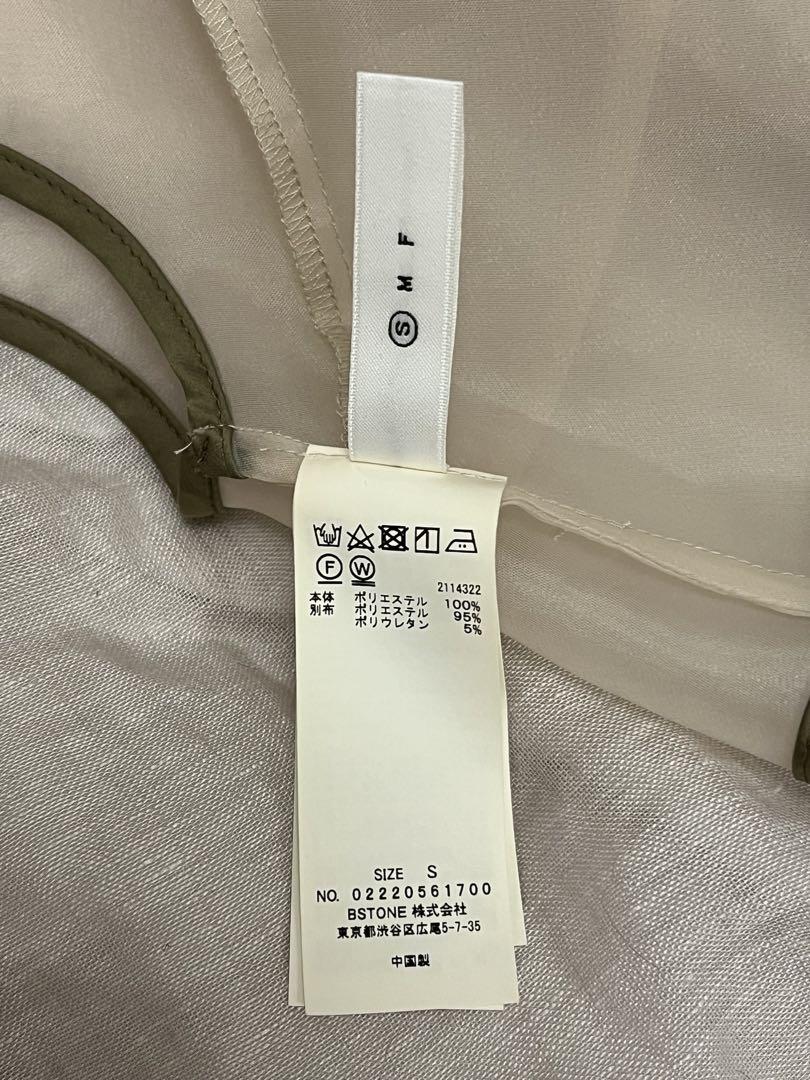 Ⓢ M F
F W
2114322
本体 ポリエステル 100%
別布 ポリエステル 95%
ポリウレタン 5%
SIZE S
NO. 02220561700
BSTONE 株式会社
東京都渋谷区広尾5-7-35
中国製